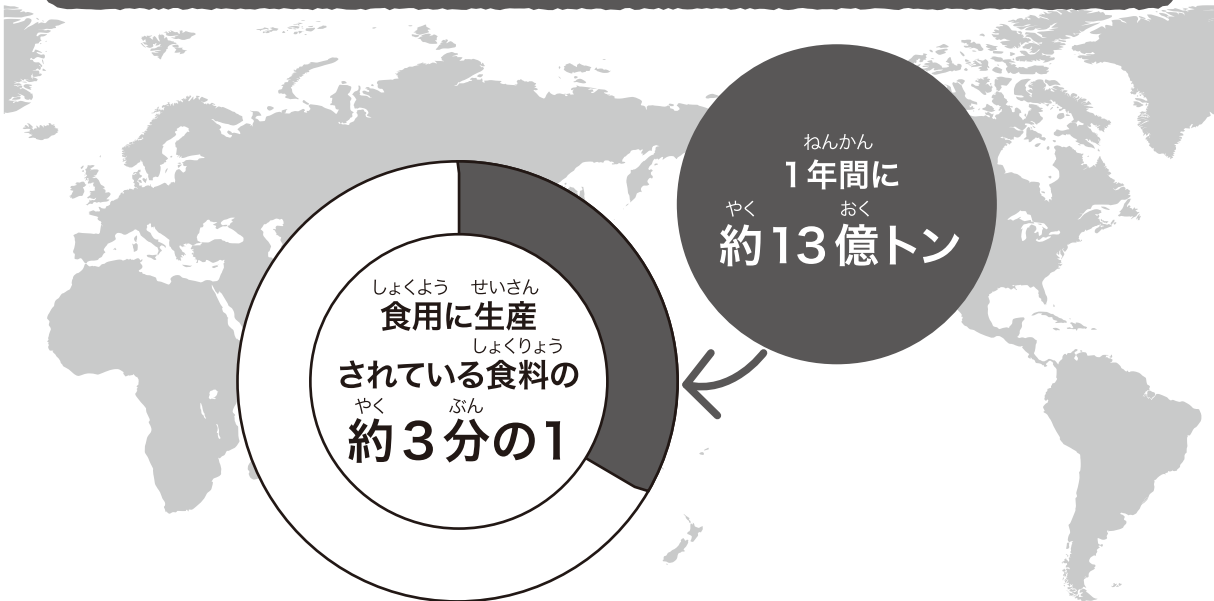 ねんかん
1年間に
やく おく
約13億トン
しょくよう せいさん
食用に生産
しょくりょう
されている食料の
やく ぶん
約3分の1